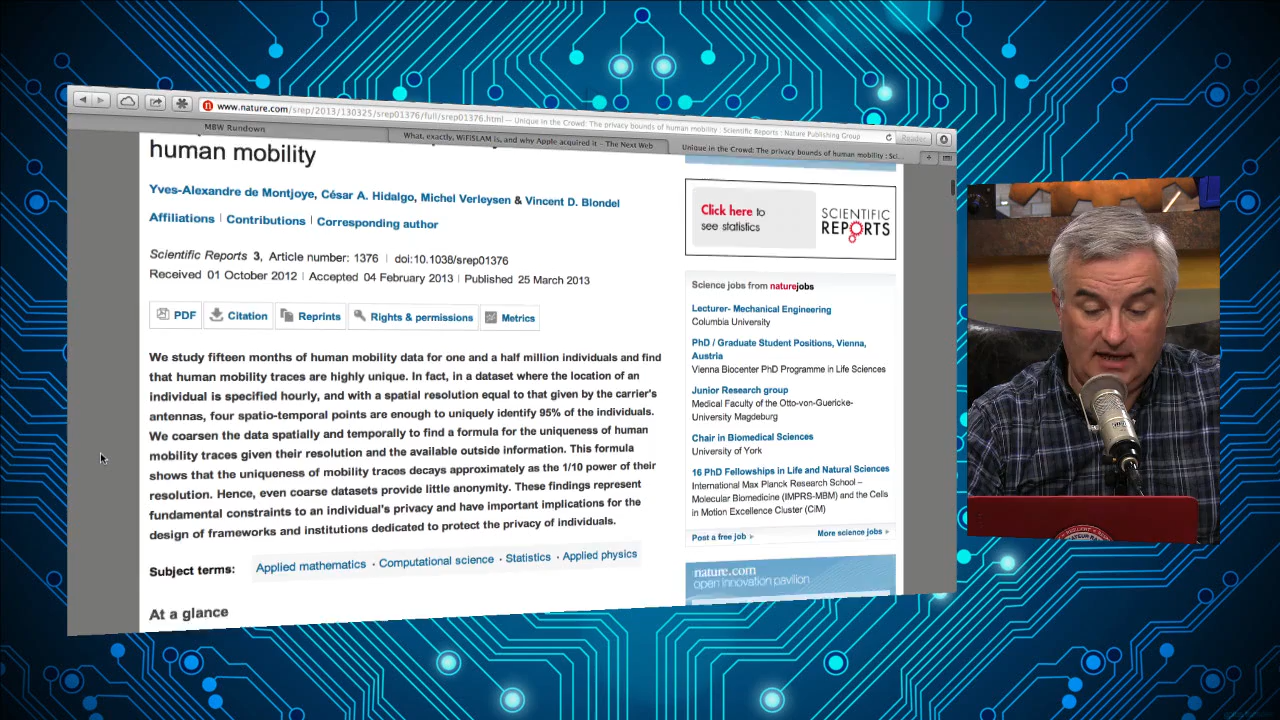 www.nature.com/srep/2013/130325/srep01376/full/srep01376.html — Unique in the Crowd: The privacy bounds of human mobility : Scientific Reports : Nature Publishing Group
Reader
MBW Rundown
What, exactly, WiFiSLAM is, and why Apple acquired it – The Next Web
Unique in the Crowd: The privacy bounds of human mobility : Sci...
human mobility
Yves-Alexandre de Montjoye, César A. Hidalgo, Michel Verleysen & Vincent D. Blondel
Affiliations | Contributions | Corresponding author
Scientific Reports 3, Article number: 1376 | doi:10.1038/srep01376
Received 01 October 2012 | Accepted 04 February 2013 | Published 25 March 2013
PDF Citation Reprints Rights & permissions Metrics
We study fifteen months of human mobility data for one and a half million individuals and find
that human mobility traces are highly unique. In fact, in a dataset where the location of an
individual is specified hourly, and with a spatial resolution equal to that given by the carrier's
antennas, four spatio-temporal points are enough to uniquely identify 95% of the individuals.
We coarsen the data spatially and temporally to find a formula for the uniqueness of human
mobility traces given their resolution and the available outside information. This formula
shows that the uniqueness of mobility traces decays approximately as the 1/10 power of their
resolution. Hence, even coarse datasets provide little anonymity. These findings represent
fundamental constraints to an individual's privacy and have important implications for the
design of frameworks and institutions dedicated to protect the privacy of individuals.
Subject terms: Applied mathematics · Computational science · Statistics · Applied physics
At a glance
Click here to
see statistics
SCIENTIFIC
REPORTS
Science jobs from naturejobs
Lecturer- Mechanical Engineering
Columbia University
PhD / Graduate Student Positions, Vienna,
Austria
Vienna Biocenter PhD Programme in Life Sciences
Junior Research group
Medical Faculty of the Otto-von-Guericke-
University Magdeburg
Chair in Biomedical Sciences
University of York
16 PhD Fellowships in Life and Natural Sciences
International Max Planck Research School –
Molecular Biomedicine (IMPRS-MBM) and the Cells
in Motion Excellence Cluster (CiM)
Post a free job
More science jobs
nature.com
open innovation pavilion